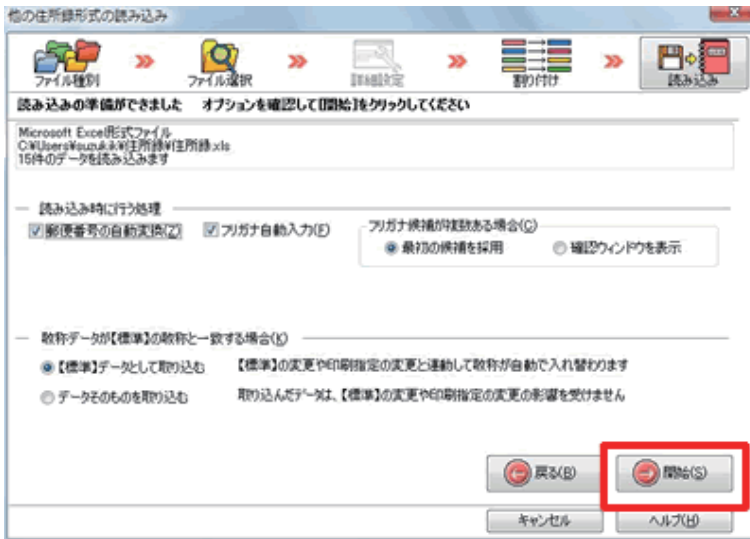 他の住所録形式の読み込み
ファイル種別 ファイル選択 詳細設定 割り付け 読み込み
読み込みの準備ができました オプションを確認して[開始]をクリックしてください
Microsoft Excel形式ファイル
C:¥Users¥suzuki.k¥住所録¥住所録.xls
15件のデータを読み込みます
読み込み時に行う処理
郵便番号の自動変換(Z) フリガナ自動入力(F) フリガナ候補が複数ある場合(C)
最初の候補を採用 確認ウィンドウを表示
敬称データが【標準】の敬称と一致する場合(K)
【標準】データとして取り込む 【標準】の変更や印刷指定の変更と連動して敬称が自動で入れ替わります
データそのものを取り込む 取り込んだデータは、【標準】の変更や印刷指定の変更の影響を受けません
戻る(B) 開始(S)
キャンセル ヘルプ(H)